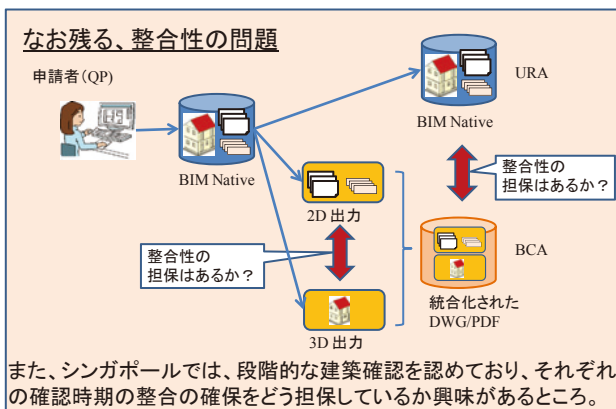 なお残る、整合性の問題
申請者(QP)
URA
BIM Native
BIM Native
整合性の
担保はあるか？
2D 出力
整合性の
担保はあるか？
BCA
統合化された
DWG/PDF
3D 出力
また、シンガポールでは、段階的な建築確認を認めており、それぞれ
の確認時期の整合の確保をどう担保しているか興味があるところ。